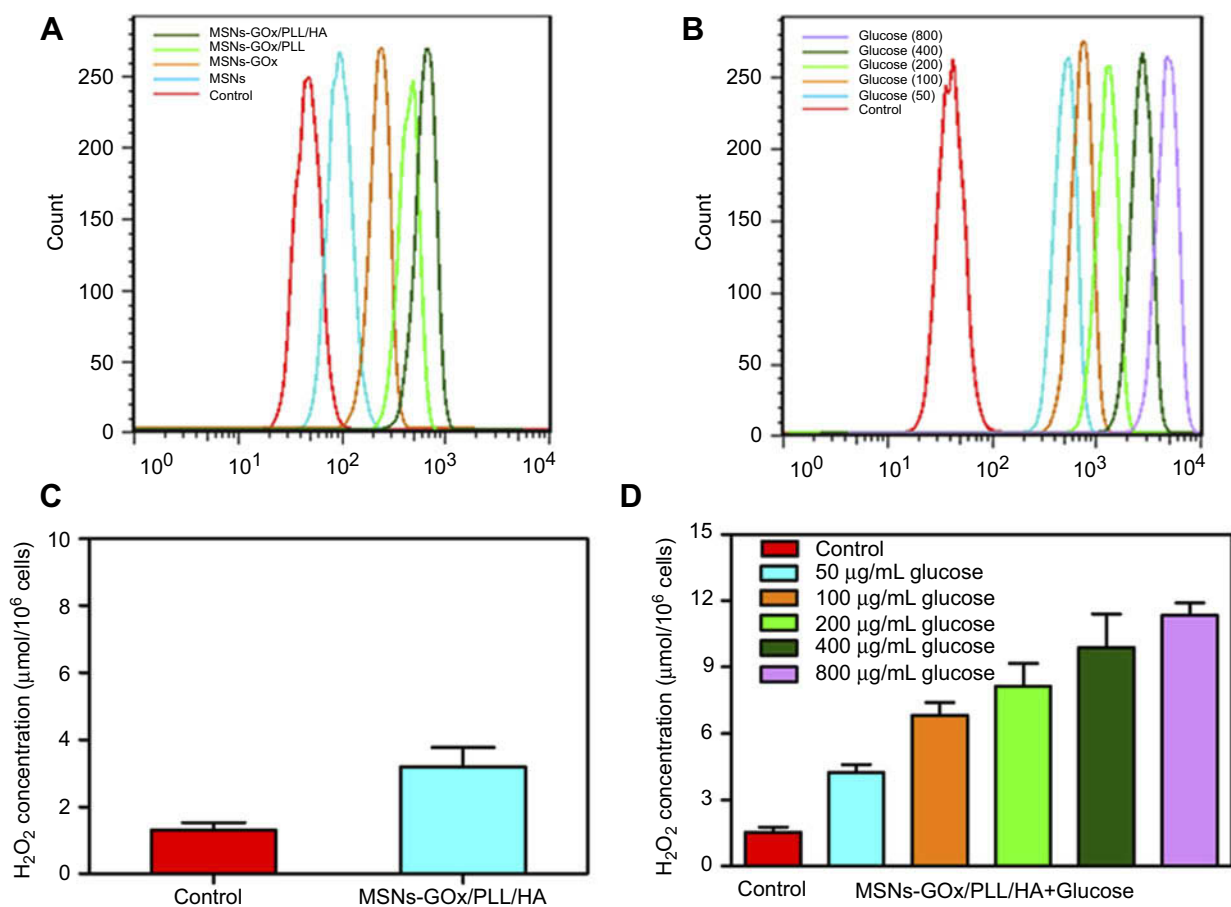 A
MSNs-GOx/PLL/HA
MSNs-GOx/PLL
MSNs-GOx
MSNs
Control
Count
250
200
150
100
50
0
10⁰ 10¹ 10² 10³ 10⁴
B
Glucose (800)
Glucose (400)
Glucose (200)
Glucose (100)
Glucose (50)
Control
Count
250
200
150
100
50
0
10⁰ 10¹ 10² 10³ 10⁴
C
H₂O₂ concentration (μmol/10⁶ cells)
10
8
6
4
2
0
Control MSNs-GOx/PLL/HA
D
H₂O₂ concentration (μmol/10⁶ cells)
15
12
9
6
3
0
Control
50 μg/mL glucose
100 μg/mL glucose
200 μg/mL glucose
400 μg/mL glucose
800 μg/mL glucose
Control MSNs-GOx/PLL/HA+Glucose